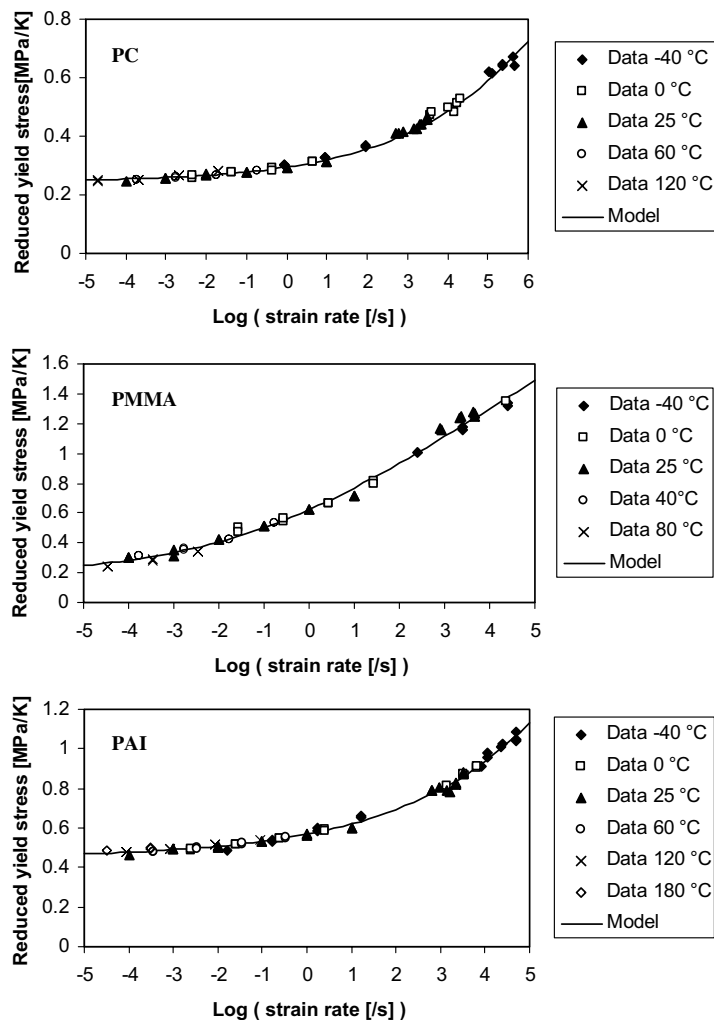 Reduced yield stress[MPa/K]
0.8
0.6
0.4
0.2
0
PC
-5 -4 -3 -2 -1 0 1 2 3 4 5 6
Log ( strain rate [/s] )
Data -40 °C
Data 0 °C
Data 25 °C
Data 60 °C
Data 120 °C
Model
Reduced yield stress [MPa/K]
1.6
1.4
1.2
1
0.8
0.6
0.4
0.2
0
PMMA
-5 -4 -3 -2 -1 0 1 2 3 4 5
Log ( strain rate [/s] )
Data -40 °C
Data 0 °C
Data 25 °C
Data 40°C
Data 80 °C
Model
Reduced yield stress [MPa/K]
1.2
1
0.8
0.6
0.4
0.2
0
PAI
-5 -4 -3 -2 -1 0 1 2 3 4 5
Log ( strain rate [/s] )
Data -40 °C
Data 0 °C
Data 25 °C
Data 60 °C
Data 120 °C
Data 180 °C
Model